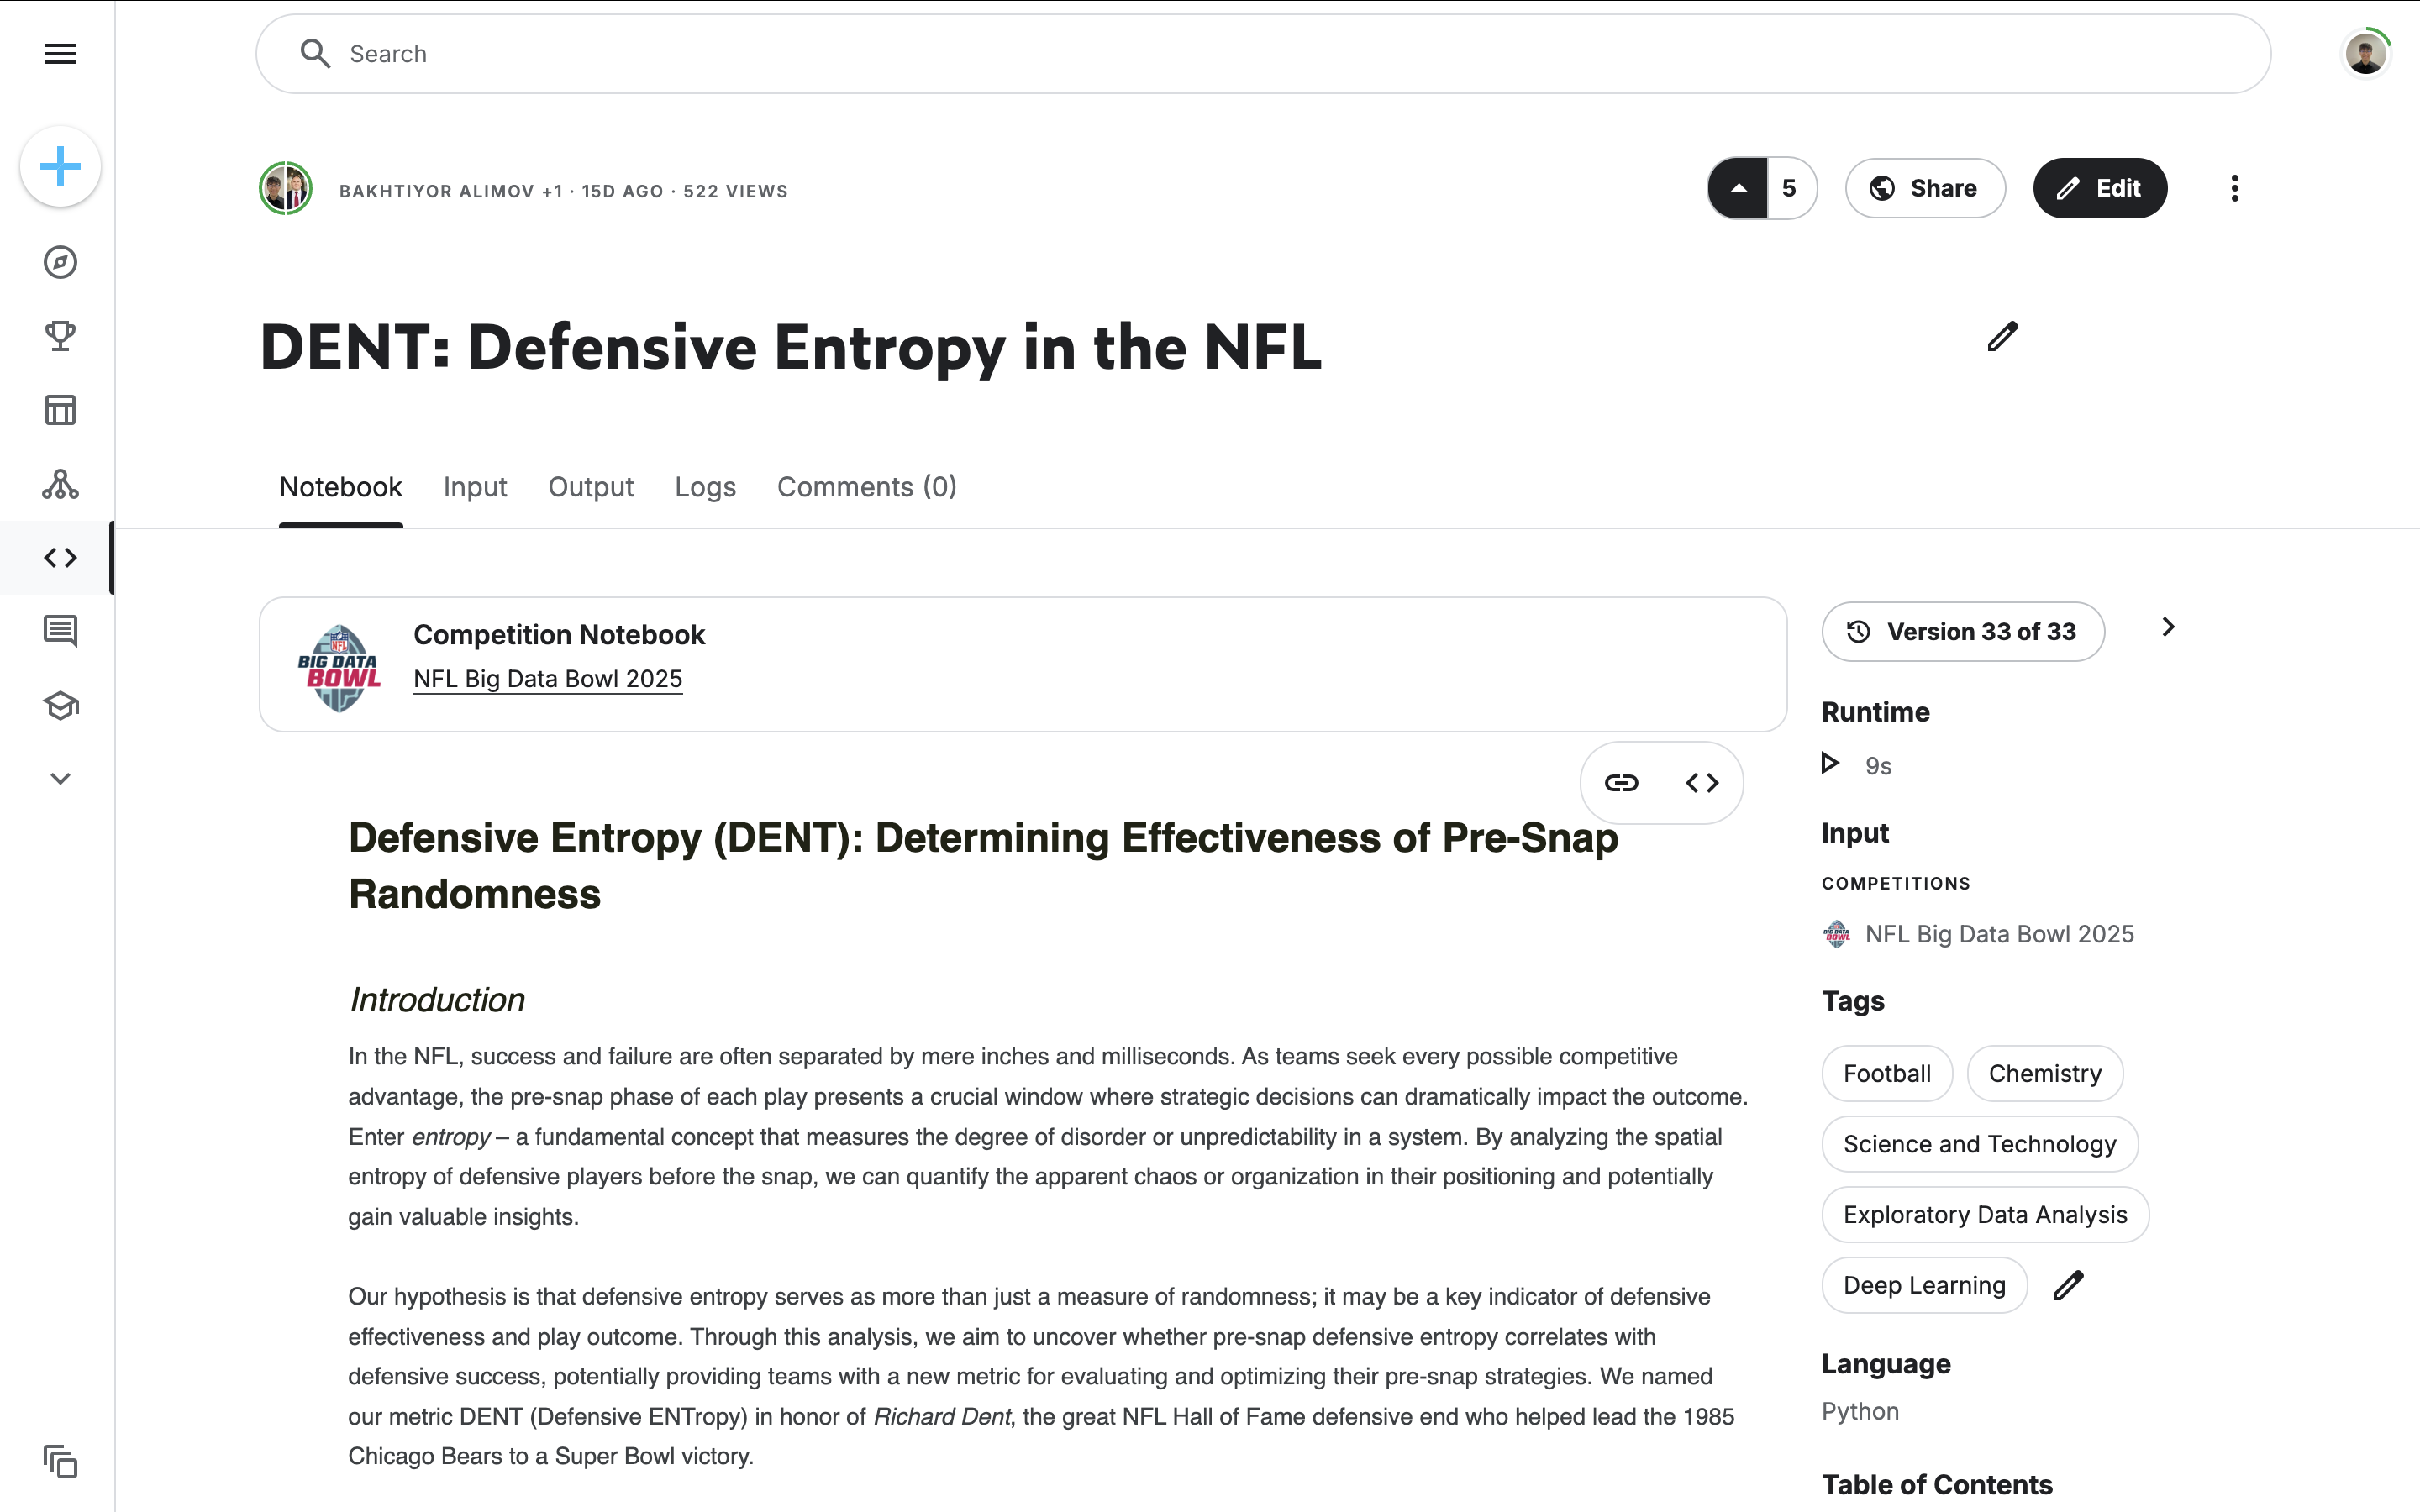 Search
BAKHTIYOR ALIMOV +1 · 15D AGO · 522 VIEWS
5
Share
Edit
DENT: Defensive Entropy in the NFL
Notebook
Input
Output
Logs
Comments (0)
NFL
BIG DATA
BOWL
Competition Notebook
NFL Big Data Bowl 2025
Defensive Entropy (DENT): Determining Effectiveness of Pre-Snap
Randomness
Introduction
In the NFL, success and failure are often separated by mere inches and milliseconds. As teams seek every possible competitive
advantage, the pre-snap phase of each play presents a crucial window where strategic decisions can dramatically impact the outcome.
Enter entropy – a fundamental concept that measures the degree of disorder or unpredictability in a system. By analyzing the spatial
entropy of defensive players before the snap, we can quantify the apparent chaos or organization in their positioning and potentially
gain valuable insights.
Our hypothesis is that defensive entropy serves as more than just a measure of randomness; it may be a key indicator of defensive
effectiveness and play outcome. Through this analysis, we aim to uncover whether pre-snap defensive entropy correlates with
defensive success, potentially providing teams with a new metric for evaluating and optimizing their pre-snap strategies. We named
our metric DENT (Defensive ENTropy) in honor of Richard Dent, the great NFL Hall of Fame defensive end who helped lead the 1985
Chicago Bears to a Super Bowl victory.
Version 33 of 33
Runtime
9s
Input
COMPETITIONS
BIG DATA
BOWL
NFL Big Data Bowl 2025
Tags
Football
Chemistry
Science and Technology
Exploratory Data Analysis
Deep Learning
Language
Python
Table of Contents